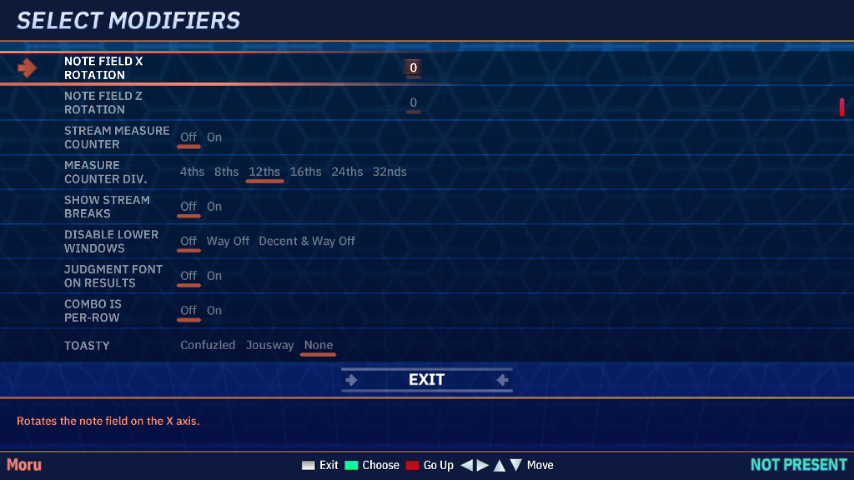 SELECT MODIFIERS
NOTE FIELD X
ROTATION
0
NOTE FIELD Z
ROTATION
0
STREAM MEASURE
COUNTER
Off On
MEASURE
COUNTER DIV.
4ths 8ths 12ths 16ths 24ths 32nds
SHOW STREAM
BREAKS
Off On
DISABLE LOWER
WINDOWS
Off Way Off Decent & Way Off
JUDGMENT FONT
ON RESULTS
Off On
COMBO IS
PER-ROW
Off On
TOASTY
Confuzled Jousway None
EXIT
Rotates the note field on the X axis.
Moru
Exit Choose Go Up Move
NOT PRESENT